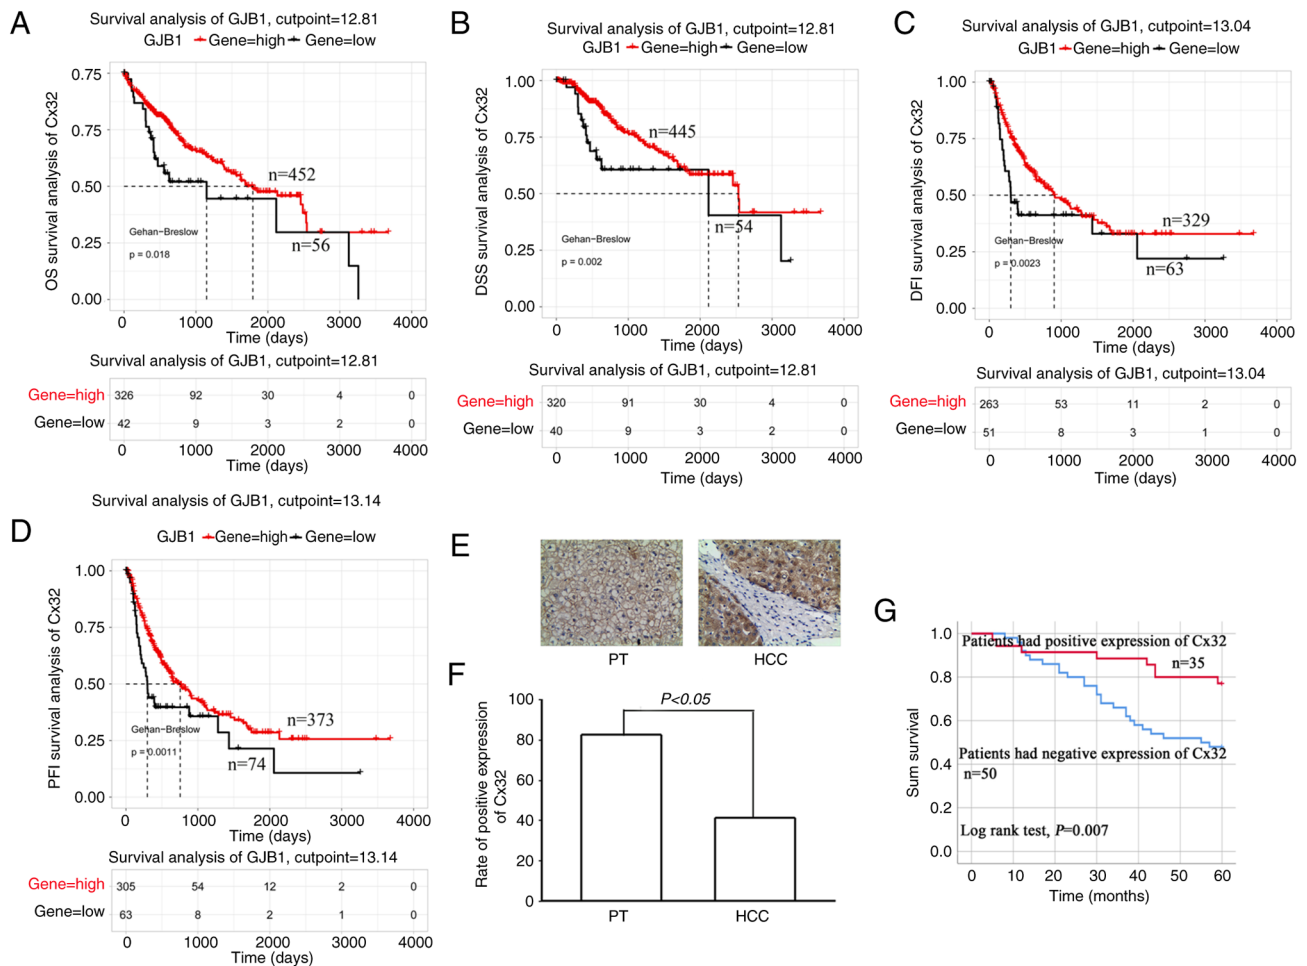 A
Survival analysis of GJB1, cutpoint=12.81
GJB1 Gene=high Gene=low
OS survival analysis of Cx32
0.75
0.75
0.50
0.25
0.00
n=452
n=56
Gehan-Breslow
p = 0.018
0 1000 2000 3000 4000
Time (days)
Survival analysis of GJB1, cutpoint=12.81
Gene=high 326 92 30 4 0
Gene=low 42 9 3 2 0
0 1000 2000 3000 4000
Time (days)
B
Survival analysis of GJB1, cutpoint=12.81
GJB1 Gene=high Gene=low
DSS survival analysis of Cx32
1.00
0.75
0.50
0.25
0.00
n=445
n=54
Gehan-Breslow
p = 0.002
0 1000 2000 3000 4000
Time (days)
Survival analysis of GJB1, cutpoint=12.81
Gene=high 320 91 30 4 0
Gene=low 40 9 3 2 0
0 1000 2000 3000 4000
Time (days)
C
Survival analysis of GJB1, cutpoint=13.04
GJB1 Gene=high Gene=low
DFI survival analysis of Cx32
1.00
0.75
0.50
0.25
0.00
n=329
n=63
Gehan-Breslow
p = 0.0023
0 1000 2000 3000 4000
Time (days)
Survival analysis of GJB1, cutpoint=13.04
Gene=high 263 53 11 2 0
Gene=low 51 8 3 1 0
0 1000 2000 3000 4000
Time (days)
D
Survival analysis of GJB1, cutpoint=13.14
GJB1 Gene=high Gene=low
PFI survival analysis of Cx32
1.00
0.75
0.50
0.25
0.00
n=373
n=74
Gehan-Breslow
p = 0.0011
0 1000 2000 3000 4000
Time (days)
Survival analysis of GJB1, cutpoint=13.14
Gene=high 305 54 12 2 0
Gene=low 63 8 2 1 0
0 1000 2000 3000 4000
Time (days)
E
PT HCC
F
Rate of positive expression
of Cx32
100
80
60
40
20
0
P<0.05
PT HCC
G
Sum survival
1.0
0.8
0.6
0.4
0.2
0.0
Patients had positive expression of Cx32
n=35
Patients had negative expression of Cx32
n=50
Log rank test, P=0.007
0 10 20 30 40 50 60
Time (months)